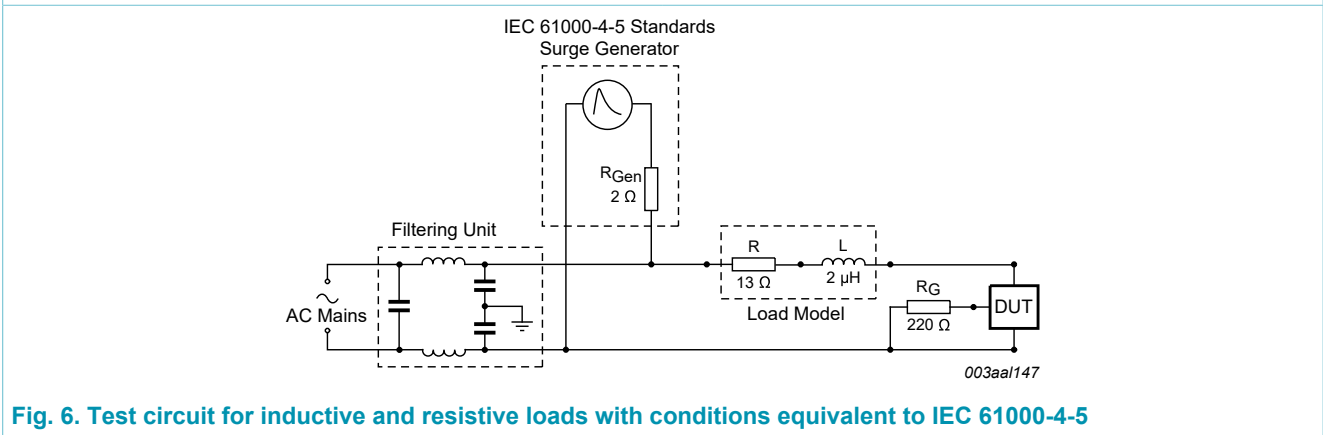 IEC 61000-4-5 Standards
Surge Generator
RGen
2 Ω
Filtering Unit
R
L
13 Ω
2 μH
RG
220 Ω
DUT
AC Mains
Load Model
003aal147
Fig. 6. Test circuit for inductive and resistive loads with conditions equivalent to IEC 61000-4-5